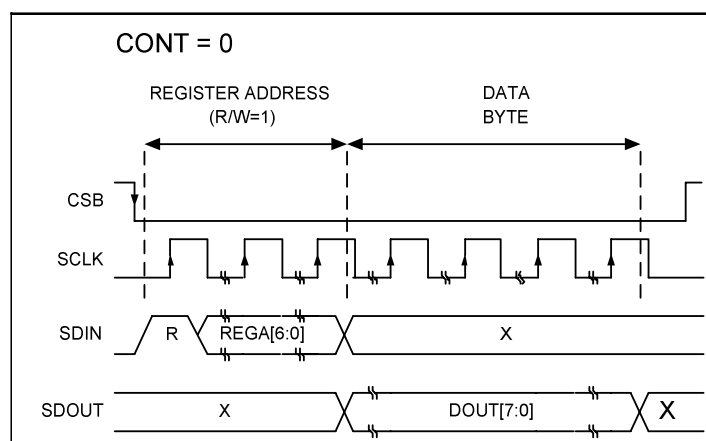 CONT = 0
REGISTER ADDRESS
(R/W=1)
DATA
BYTE
CSB
SCLK
SDIN
R
REGA[6:0]
X
SDOUT
X
DOUT[7:0]
X